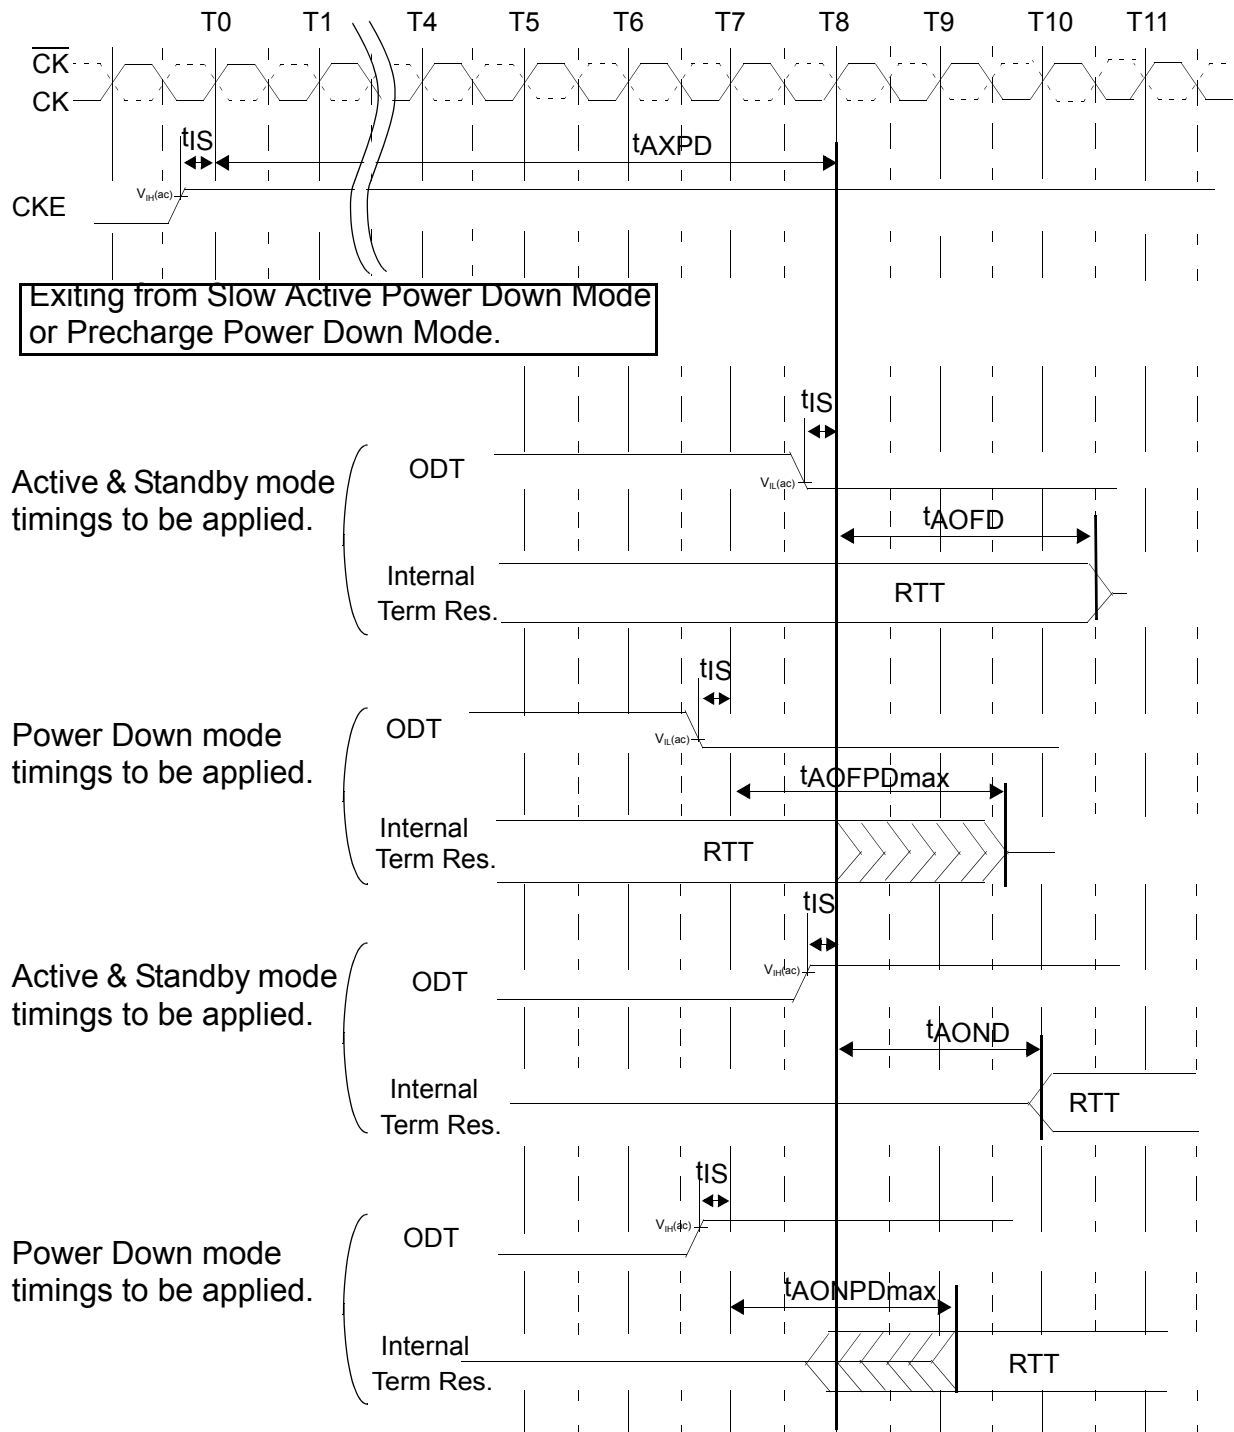 T0 T1 T4 T5 T6 T7 T8 T9 T10 T11
CK
CK
tIS
tAXPD
VIH(ac)
CKE
Exiting from Slow Active Power Down Mode
or Precharge Power Down Mode.
tIS
ODT
VIL(ac)
Active & Standby mode
timings to be applied.
tAOFD
Internal
Term Res.
RTT
tIS
ODT
VIL(ac)
Power Down mode
timings to be applied.
tAOFPDmax
Internal
Term Res.
RTT
tIS
VIH(ac)
ODT
Active & Standby mode
timings to be applied.
tAOND
Internal
Term Res.
RTT
tIS
VIH(ac)
ODT
Power Down mode
timings to be applied.
tAONPDmax
Internal
Term Res.
RTT